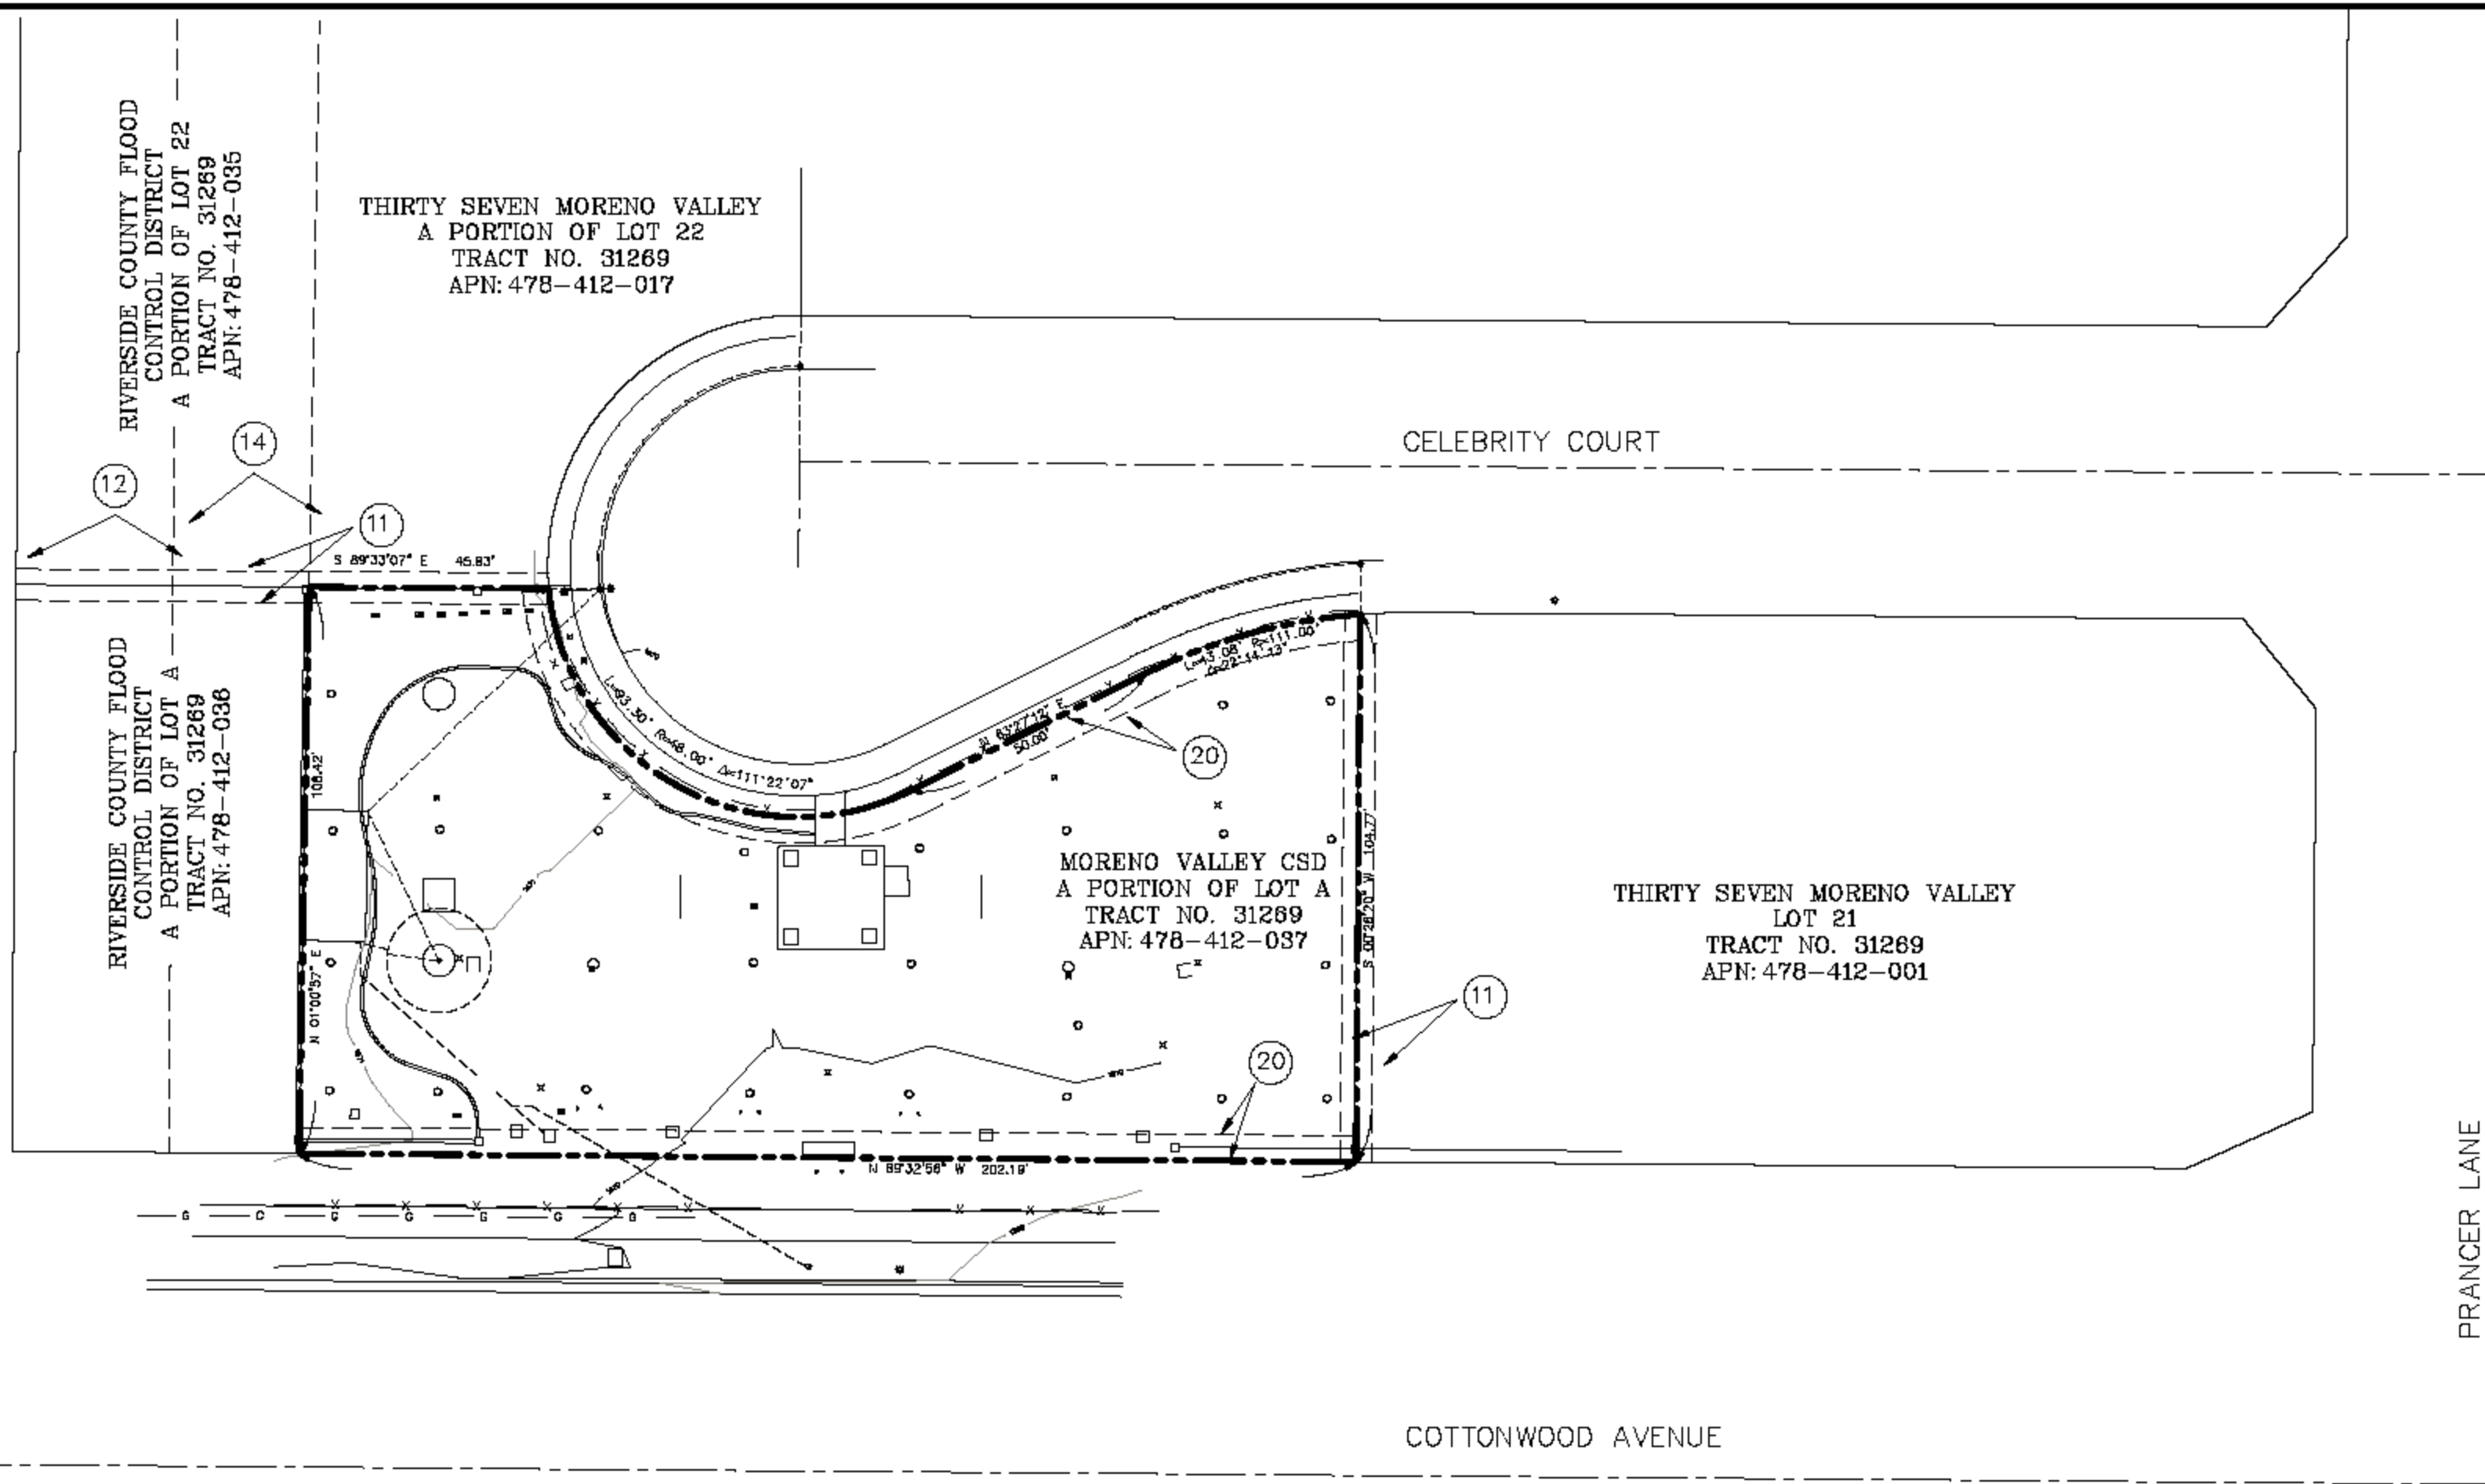 RIVERSIDE COUNTY FLOOD
CONTROL DISTRICT
A PORTION OF LOT 22
TRACT NO. 31269
APN: 478-412-035
THIRTY SEVEN MORENO VALLEY
A PORTION OF LOT 22
TRACT NO. 31269
APN: 478-412-017
CELEBRITY COURT
14
12
11
S 89°33'07" E 45.83'
RIVERSIDE COUNTY FLOOD
CONTROL DISTRICT
A PORTION OF LOT A
TRACT NO. 31269
APN: 478-412-036
108.42'
N 01°00'57" E
L=93.30' R=48.00' Δ=111°22'07"
N 63°27'12" E
50.00'
L=43.08' R=111.00'
Δ=22°14'13"
20
MORENO VALLEY CSD
A PORTION OF LOT A
TRACT NO. 31269
APN: 478-412-037
S 00°26'20" W 104.77'
THIRTY SEVEN MORENO VALLEY
LOT 21
TRACT NO. 31269
APN: 478-412-001
11
20
N 89°32'56" W 202.19'
G G G G G G G
PRANCER LANE
COTTONWOOD AVENUE